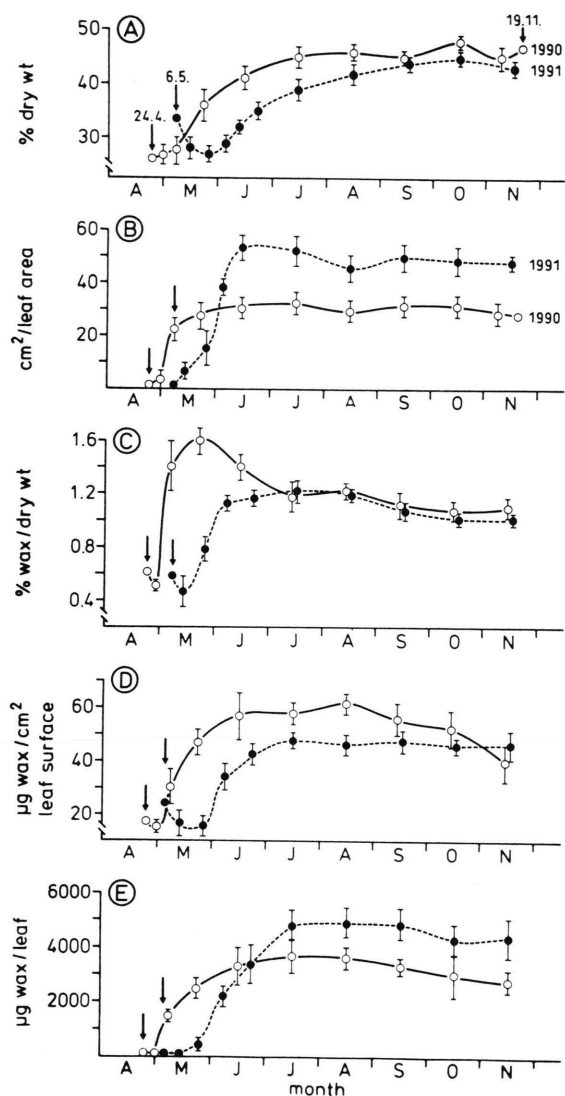 A
19.11.
50
1990
40
1991
30
% dry wt
24.4.
6.5.
A M J J A S O N
B
60
1991
40
1990
20
cm²/leaf area
A M J J A S O N
C
1.6
1.2
0.8
0.4
% wax/dry wt
A M J J A S O N
D
60
40
20
µg wax/cm²
leaf surface
A M J J A S O N
E
6000
4000
2000
µg wax/leaf
A M J J A S O N
month